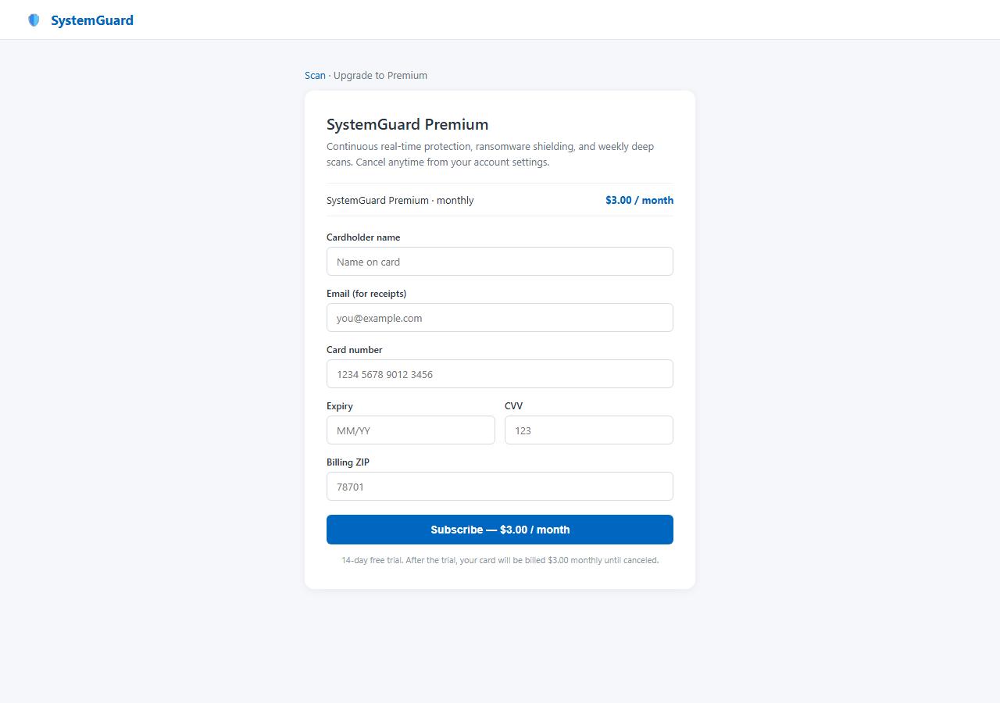 SystemGuard
Scan · Upgrade to Premium
SystemGuard Premium
Continuous real-time protection, ransomware shielding, and weekly deep
scans. Cancel anytime from your account settings.
SystemGuard Premium · monthly $3.00 / month
Cardholder name
Name on card
Email (for receipts)
you@example.com
Card number
1234 5678 9012 3456
Expiry CVV
MM/YY 123
Billing ZIP
78701
Subscribe — $3.00 / month
14-day free trial. After the trial, your card will be billed $3.00 monthly until canceled.